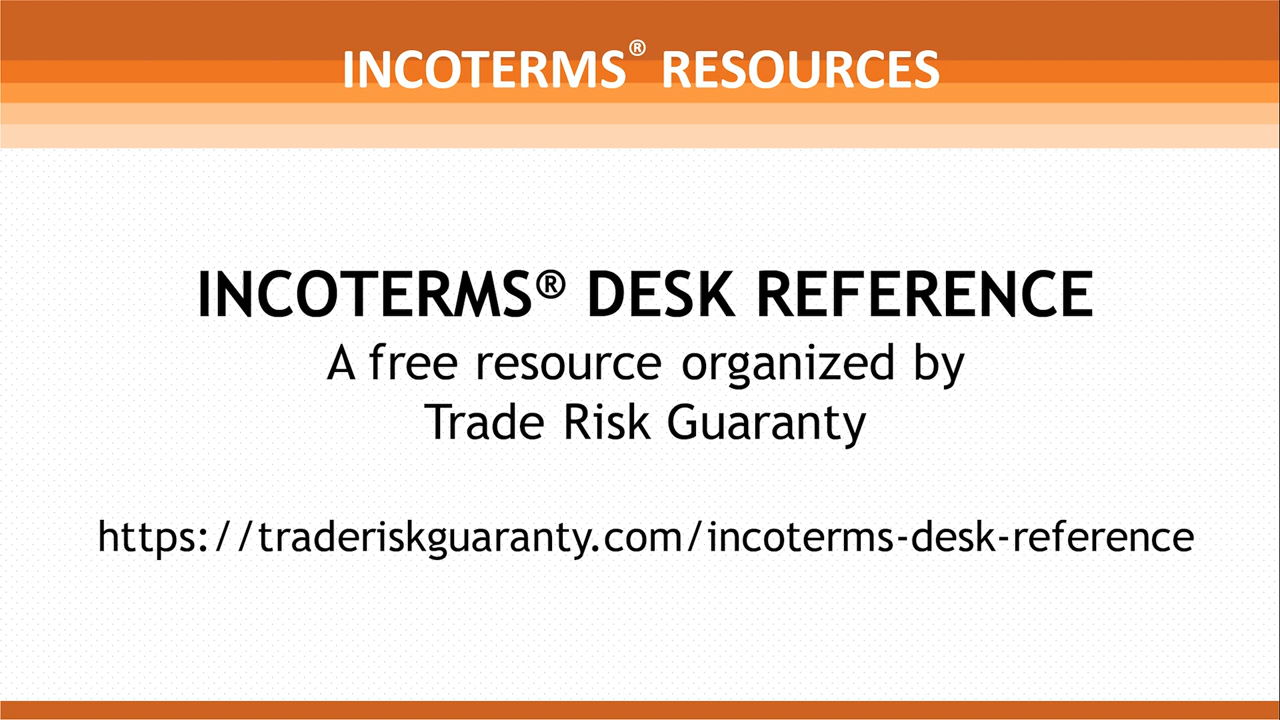 INCOTERMS® RESOURCES
INCOTERMS® DESK REFERENCE
A free resource organized by
Trade Risk Guaranty
https://traderiskguaranty.com/incoterms-desk-reference